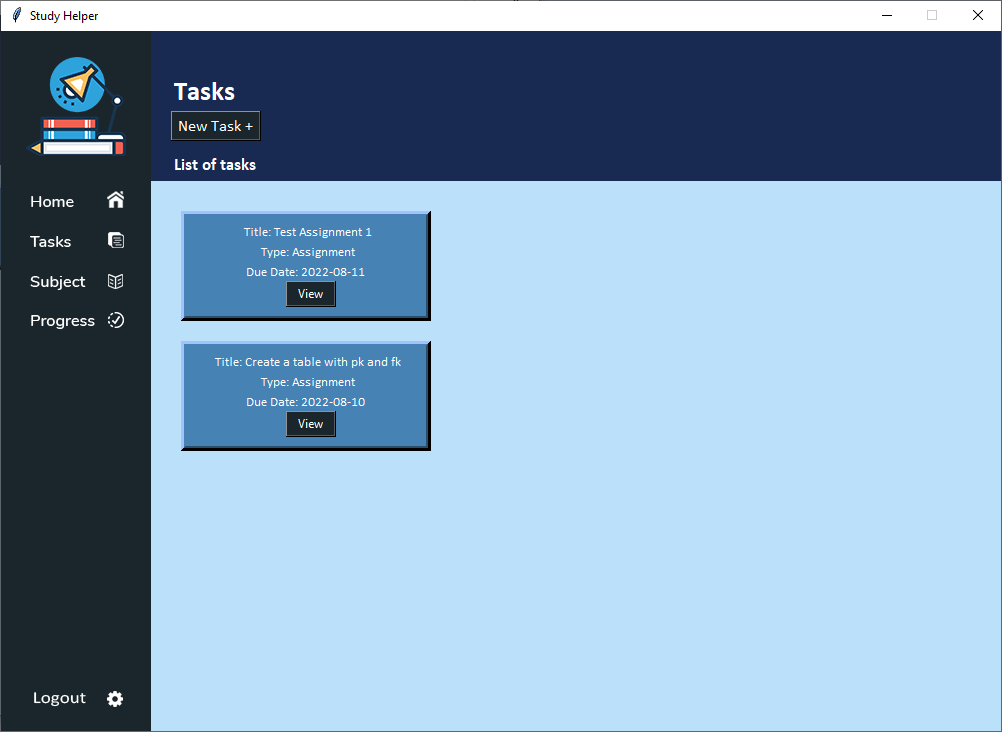 Study Helper
Tasks
New Task +
List of tasks
Home
Tasks
Subject
Progress
Logout
Title: Test Assignment 1
Type: Assignment
Due Date: 2022-08-11
View
Title: Create a table with pk and fk
Type: Assignment
Due Date: 2022-08-10
View